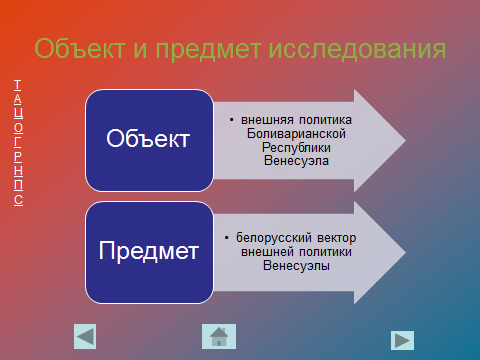 Объект и предмет исследования
Т
А
Ц
О
Г
Р
Н
П
С
Объект
• внешняя политика
Боливарианской
Республики
Венесуэла
Предмет
• белорусский вектор
внешней политики
Венесуэлы